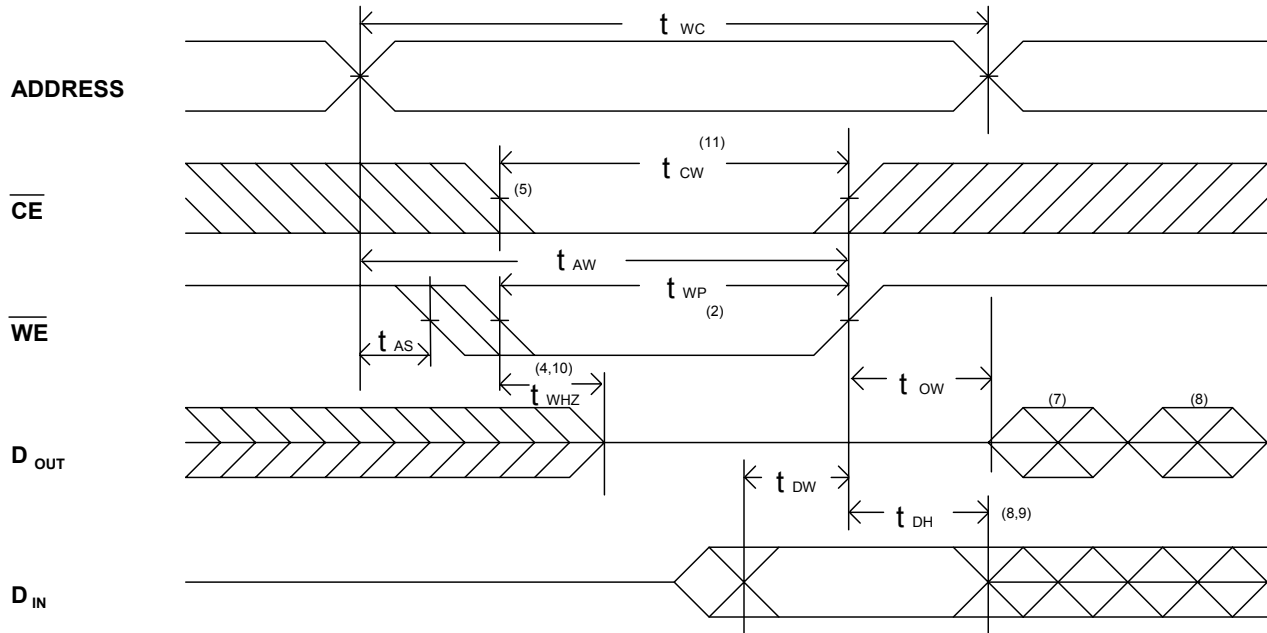 t WC
ADDRESS
(11)
t CW
(5)
CE
t AW
t WP
(2)
WE
t AS
(4,10)
t WHZ
t OW
(7)
(8)
D OUT
t DW
t DH
(8,9)
D IN